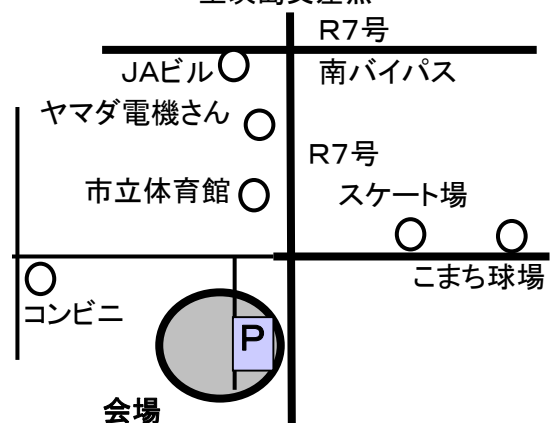 R7号
JAビル
南バイパス
ヤマダ電機さん
R7号
市立体育館
スケート場
こまち球場
コンビニ
P
会場